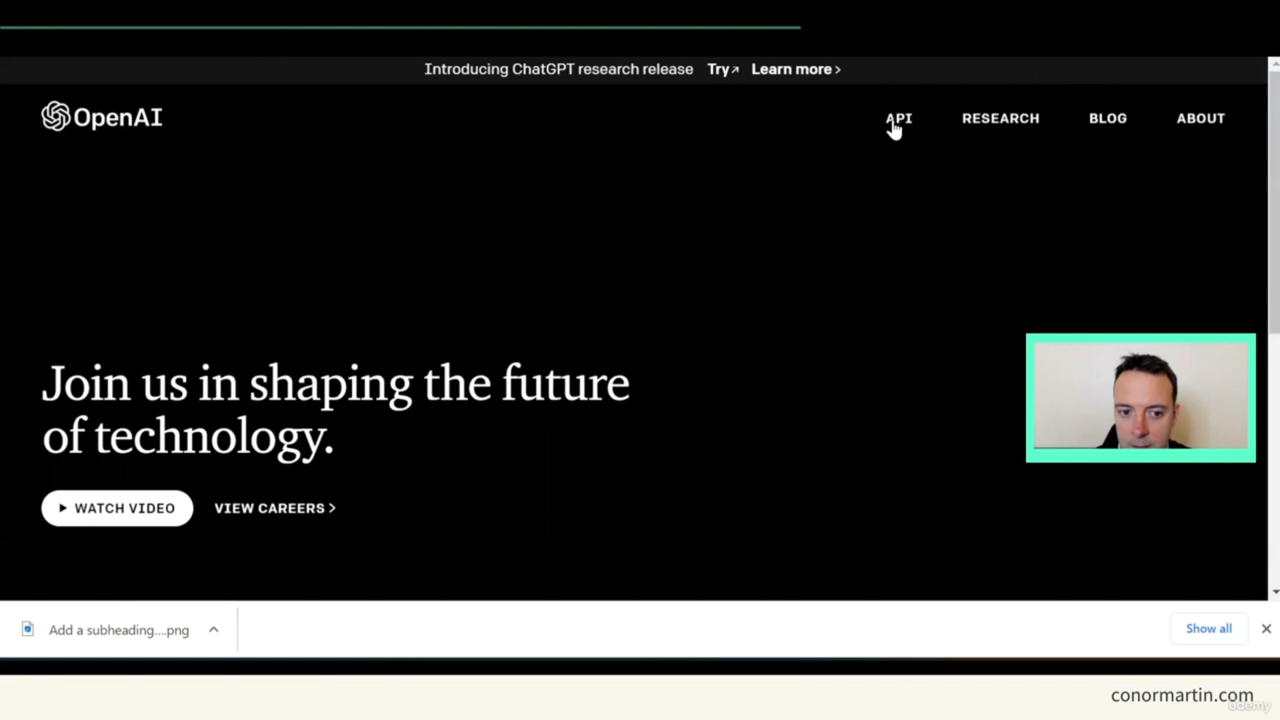 Introducing ChatGPT research release Try↗ Learn more >
OpenAI
API RESEARCH BLOG ABOUT
Join us in shaping the future
of technology.
WATCH VIDEO VIEW CAREERS >
Add a subheading....png
Show all
conormartin.com
udemy